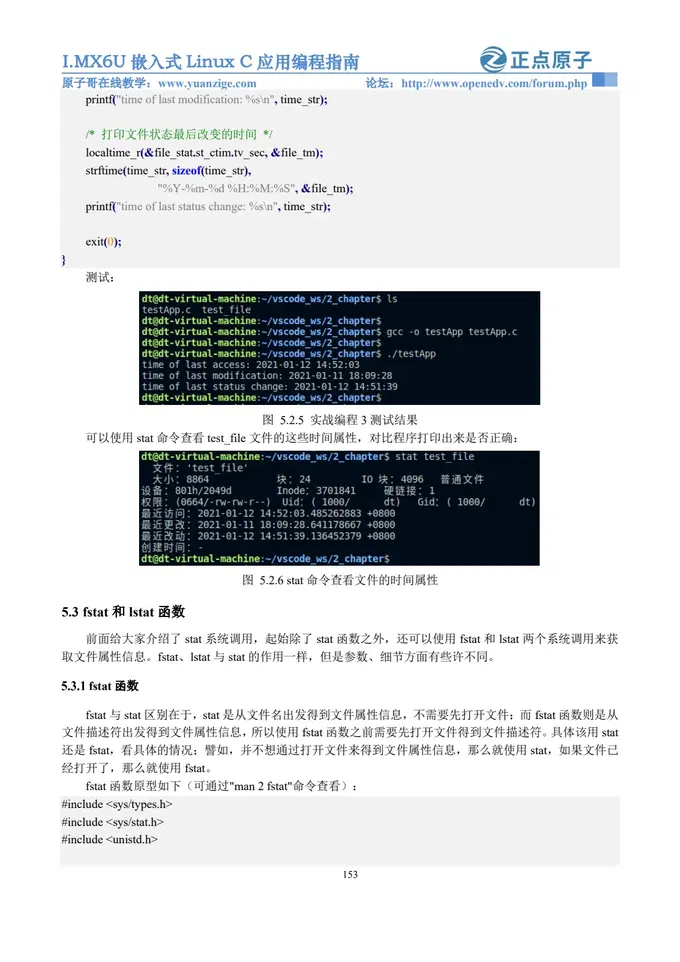 I.MX6U 嵌入式 Linux C 应用编程指南
正点原子
原子哥在线教学：www.yuanzige.com 论坛：http://www.openedv.com/forum.php
printf("time of last modification: %s\n", time_str);
/* 打印文件状态最后改变的时间 */
localtime_r(&file_stat.st_ctim.tv_sec, &file_tm);
strftime(time_str, sizeof(time_str),
"%Y-%m-%d %H:%M:%S", &file_tm);
printf("time of last status change: %s\n", time_str);
exit(0);
}
测试：
dt@dt-virtual-machine:~/vscode_ws/2_chapter$ ls
testApp.c test_file
dt@dt-virtual-machine:~/vscode_ws/2_chapter$
dt@dt-virtual-machine:~/vscode_ws/2_chapter$ gcc -o testApp testApp.c
dt@dt-virtual-machine:~/vscode_ws/2_chapter$
dt@dt-virtual-machine:~/vscode_ws/2_chapter$ ./testApp
time of last access: 2021-01-12 14:52:03
time of last modification: 2021-01-11 18:09:28
time of last status change: 2021-01-12 14:51:39
dt@dt-virtual-machine:~/vscode_ws/2_chapter$
图 5.2.5 实战编程 3 测试结果
可以使用 stat 命令查看 test_file 文件的这些时间属性，对比程序打印出来是否正确：
dt@dt-virtual-machine:~/vscode_ws/2_chapter$ stat test_file
文件：'test_file'
大小：8864 块：24 IO 块：4096 普通文件
设备：801h/2049d Inode：3701841 硬链接：1
权限：(0664/-rw-rw-r--) Uid：( 1000/ dt) Gid：( 1000/ dt)
最近访问：2021-01-12 14:52:03.485262883 +0800
最近更改：2021-01-11 18:09:28.641178667 +0800
最近改动：2021-01-12 14:51:39.136452379 +0800
创建时间：-
dt@dt-virtual-machine:~/vscode_ws/2_chapter$
图 5.2.6 stat 命令查看文件的时间属性
5.3 fstat 和 lstat 函数
前面给大家介绍了 stat 系统调用，起始除了 stat 函数之外，还可以使用 fstat 和 lstat 两个系统调用来获
取文件属性信息。fstat、lstat 与 stat 的作用一样，但是参数、细节方面有些许不同。
5.3.1 fstat 函数
fstat 与 stat 区别在于，stat 是从文件名出发得到文件属性信息，不需要先打开文件；而 fstat 函数则是从
文件描述符出发得到文件属性信息，所以使用 fstat 函数之前需要先打开文件得到文件描述符。具体该用 stat
还是 fstat，看具体的情况；譬如，并不想通过打开文件来得到文件属性信息，那么就使用 stat，如果文件已
经打开了，那么就使用 fstat。
fstat 函数原型如下（可通过"man 2 fstat"命令查看）：
#include <sys/types.h>
#include <sys/stat.h>
#include <unistd.h>
153